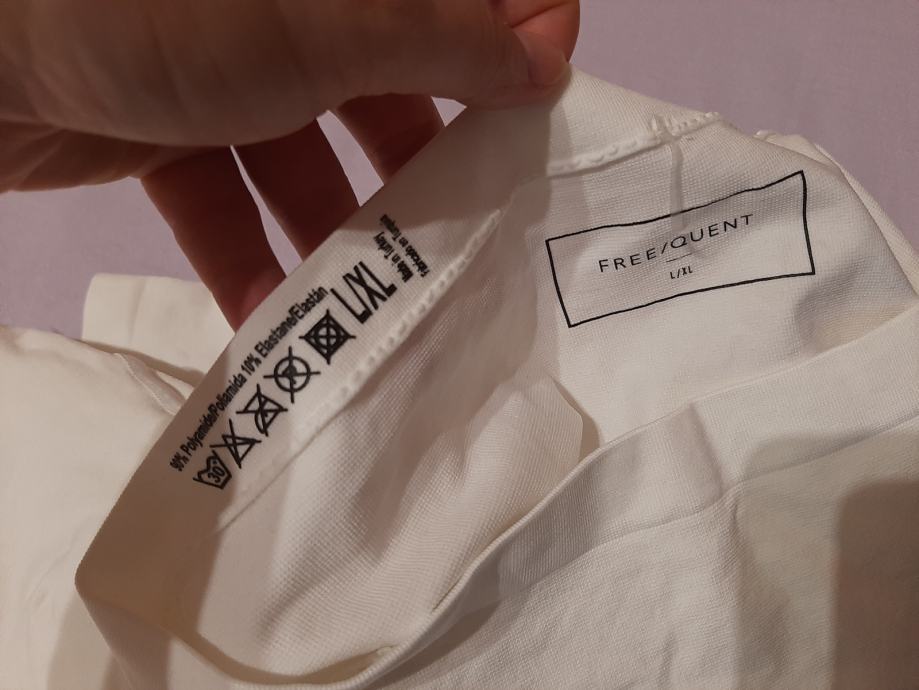 90% Polyamide/Poliamida 10% Elastane/Elastán
30°
L/XL
Made in Turkey
Fabricado en Turquía
FREE/QUENT
L/XL